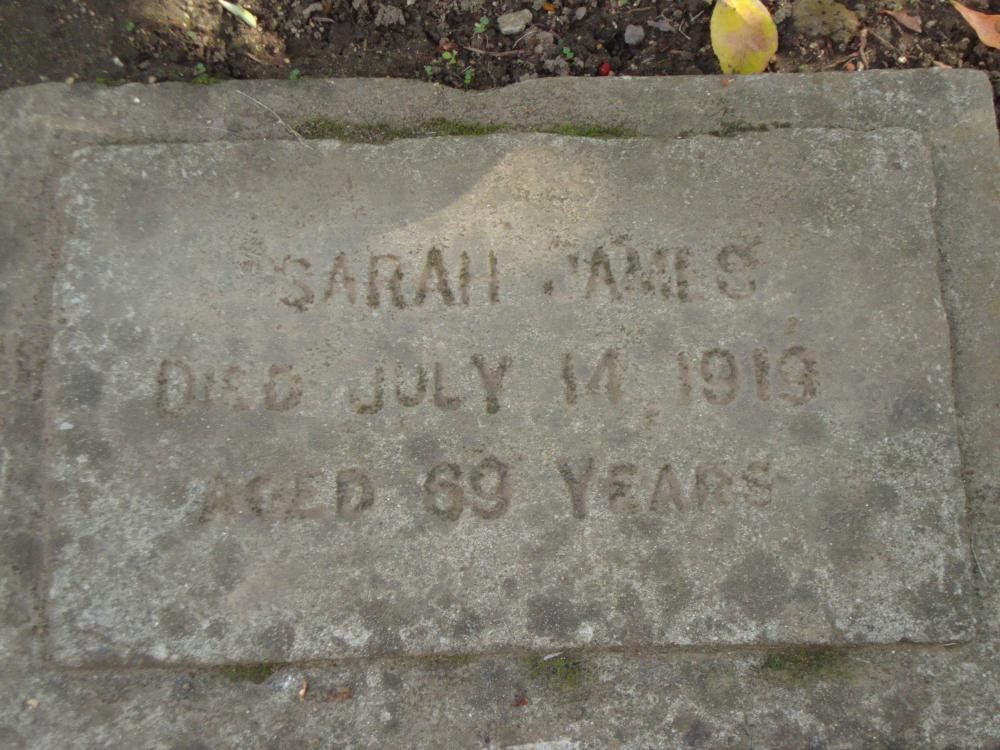 SARAH JAMES
DIED JULY 14 1919
AGED 69 YEARS